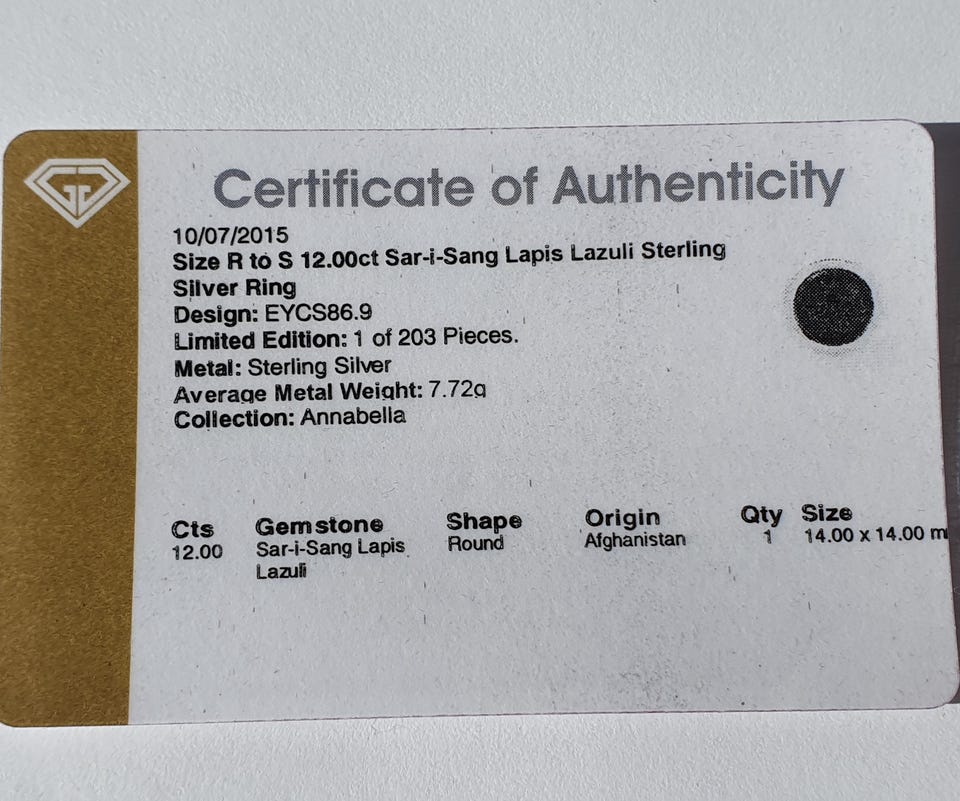 Certificate of Authenticity
10/07/2015
Size R to S 12.00ct Sar-i-Sang Lapis Lazuli Sterling
Silver Ring
Design: EYCS86.9
Limited Edition: 1 of 203 Pieces.
Metal: Sterling Silver
Average Metal Weight: 7.72g
Collection: Annabella
Cts Gemstone Shape Origin Qty Size
12.00 Sar-i-Sang Lapis Round Afghanistan 1 14.00 x 14.00 m
Lazuli